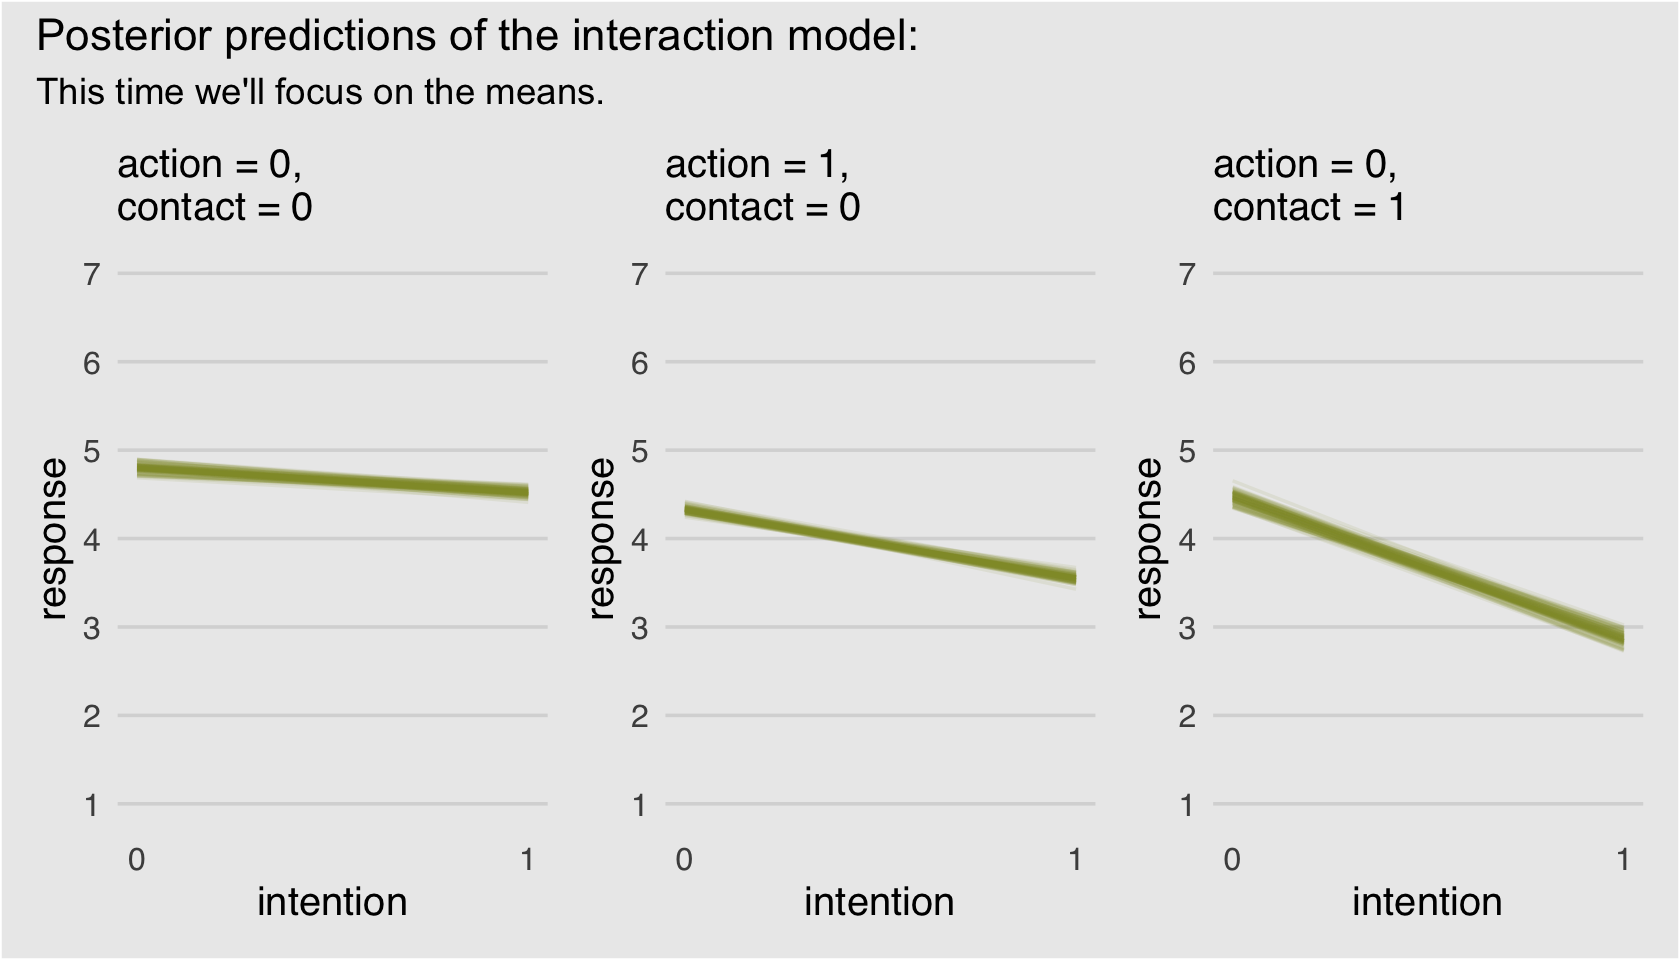 Posterior predictions of the interaction model:
This time we'll focus on the means.
action = 0,
contact = 0
7
6
5
4
3
2
1
response
0 1
intention
action = 1,
contact = 0
7
6
5
4
3
2
1
response
0 1
intention
action = 0,
contact = 1
7
6
5
4
3
2
1
response
0 1
intention